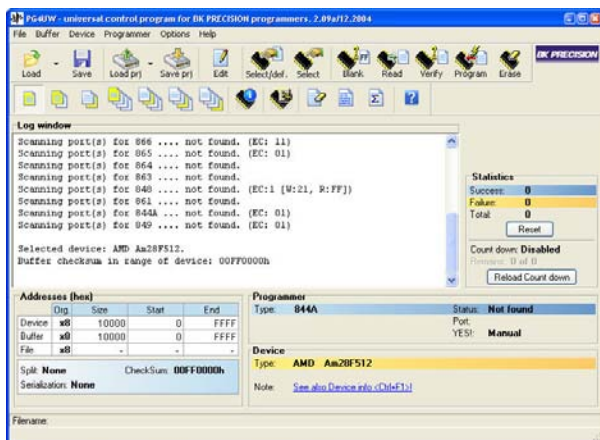 PG4UW - universal control program for BK PRECISION programmers, 2.09a/12.2004
File Buffer Device Programmer Options Help
Load Save Load prj Save prj Edit Select/def. Select Blank Read Verify Program Erase BK PRECISION
Log window
Scanning port(s) for 866 .... not found. (EC: 11)
Scanning port(s) for 865 .... not found. (EC: 01)
Scanning port(s) for 864 .... not found.
Scanning port(s) for 863 .... not found.
Scanning port(s) for 848 .... not found. (EC:1 [W:21, R:FF])
Scanning port(s) for 861 .... not found.
Scanning port(s) for 844A ... not found. (EC: 01)
Scanning port(s) for 849 .... not found. (EC: 01)
Selected device: AMD Am28F512.
Buffer checksum in range of device: 00FF0000h
Statistics
Success: 0
Failure: 0
Total: 0
Reset
Count down: Disabled
Remains: 0 of 0
Reload Count down
Addresses (hex)
Org. Size Start End
Device x8 10000 0 FFFF
Buffer x8 10000 0 FFFF
File x8 - - -
Split: None CheckSum: 00FF0000h
Serialization: None
Programmer
Type: 844A Status: Not found
Port:
YES!: Manual
Device
Type: AMD Am28F512
Note: See also Device info <Ctrl+F1>!
Filename: